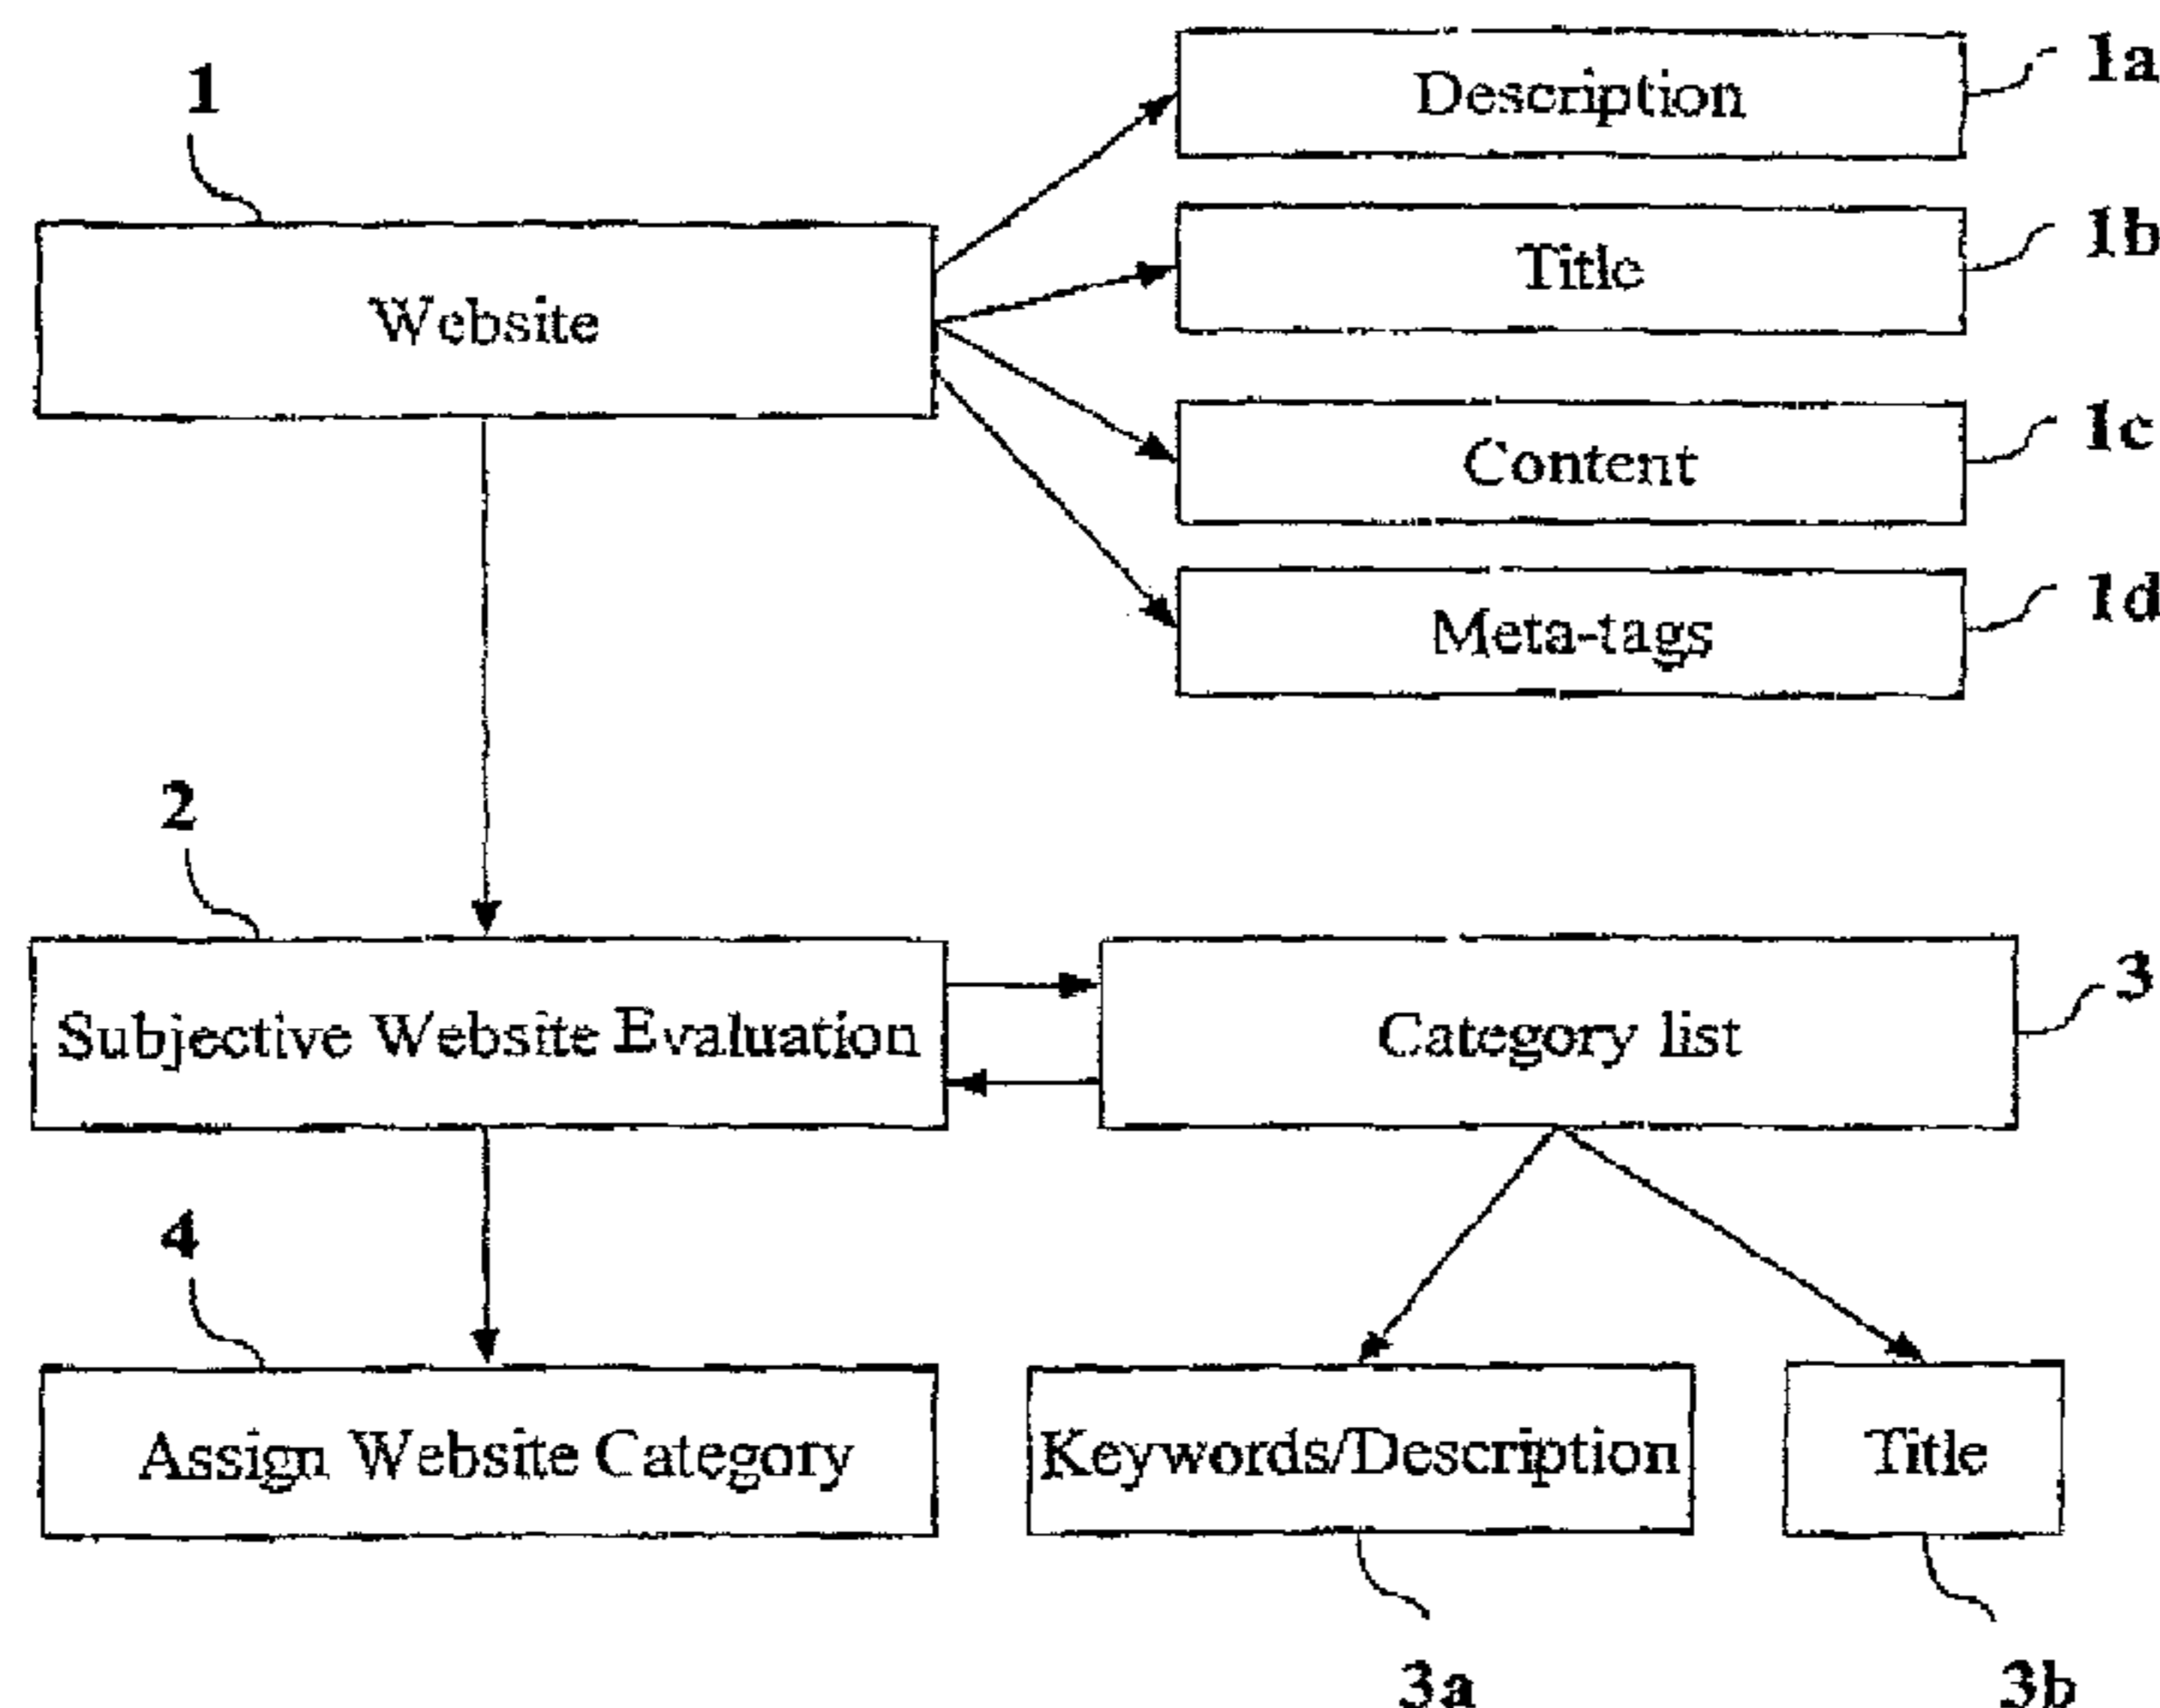 1
Website
Description
1a
Title
1b
Content
1c
Meta-tags
1d
2
Subjective Website Evaluation
Category list
3
4
Assign Website Category
Keywords/Description
Title
3a
3b